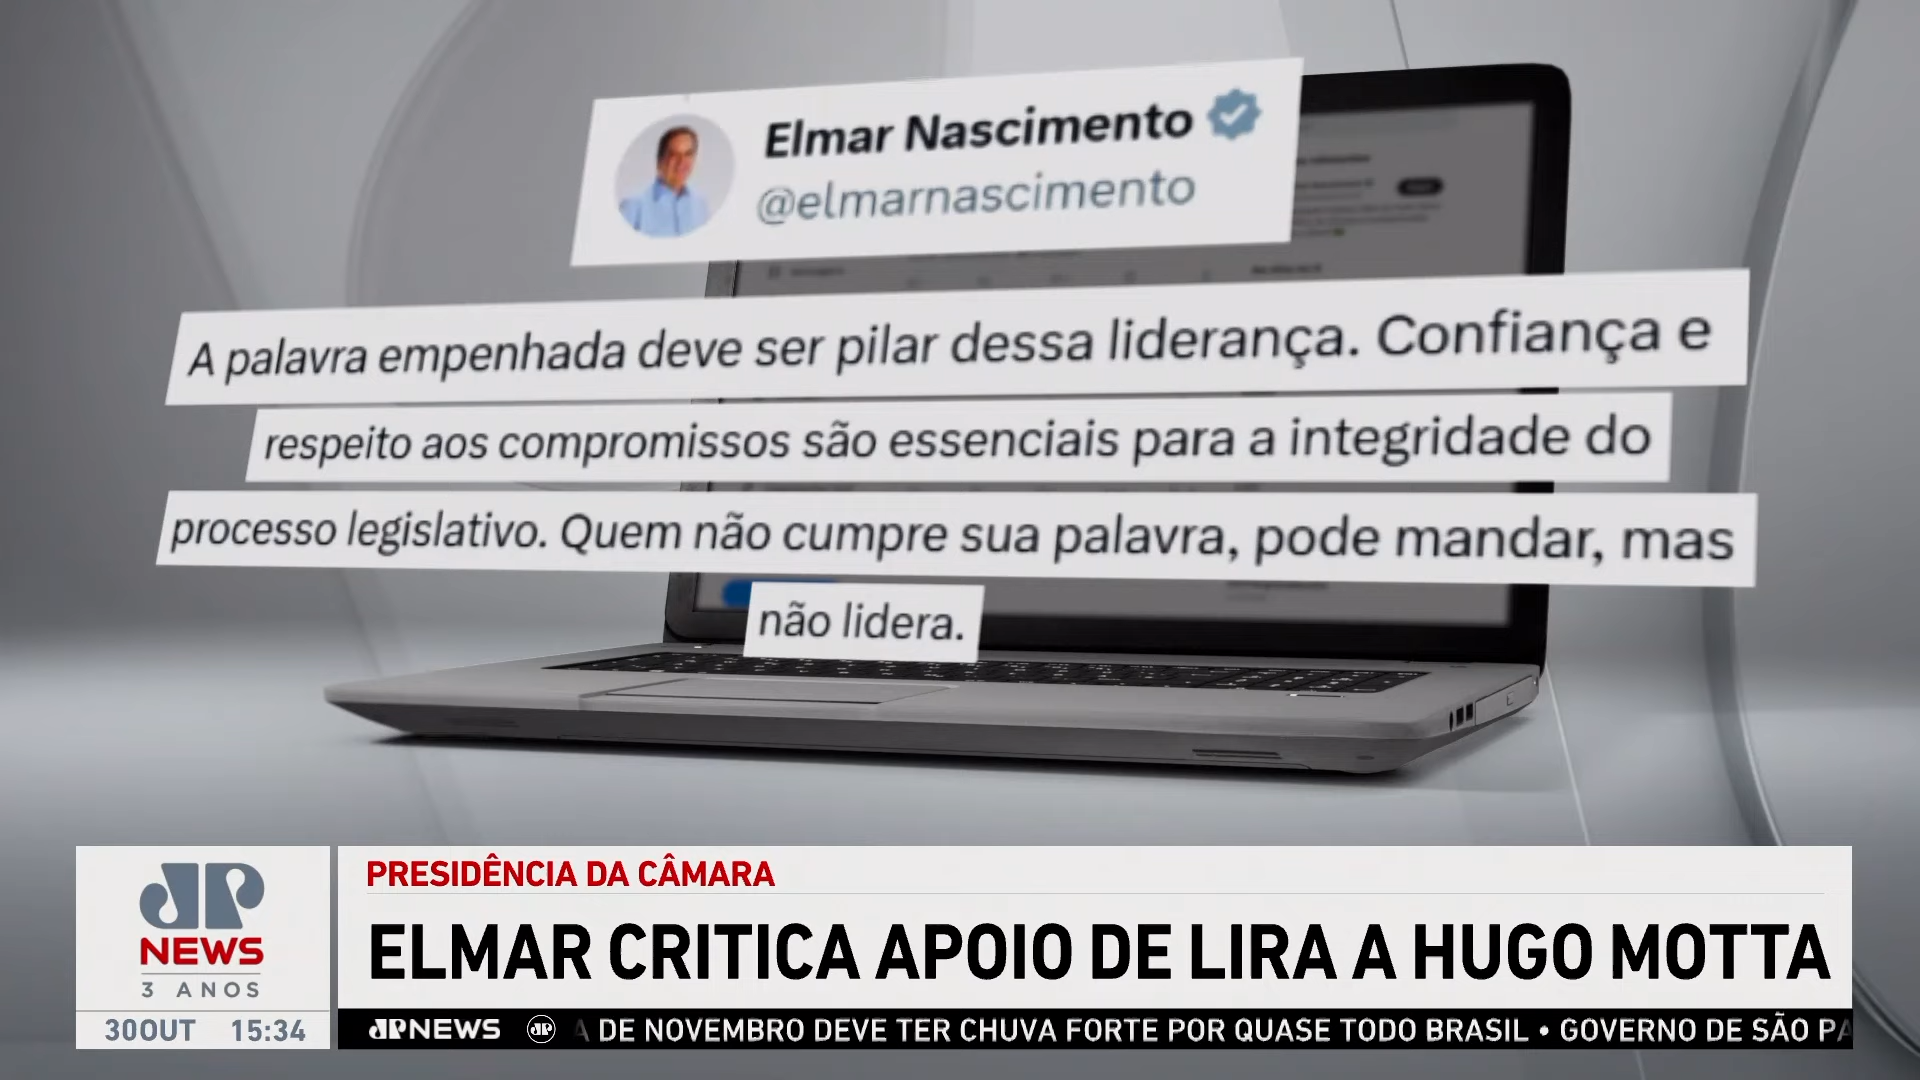 Elmar Nascimento
@elmarnascimento
A palavra empenhada deve ser pilar dessa liderança. Confiança e
respeito aos compromissos são essenciais para a integridade do
processo legislativo. Quem não cumpre sua palavra, pode mandar, mas
não lidera.
JP
NEWS
3 ANOS
30OUT 15:34
PRESIDÊNCIA DA CÂMARA
ELMAR CRITICA APOIO DE LIRA A HUGO MOTTA
JPNEWS JP A DE NOVEMBRO DEVE TER CHUVA FORTE POR QUASE TODO BRASIL • GOVERNO DE SÃO PA